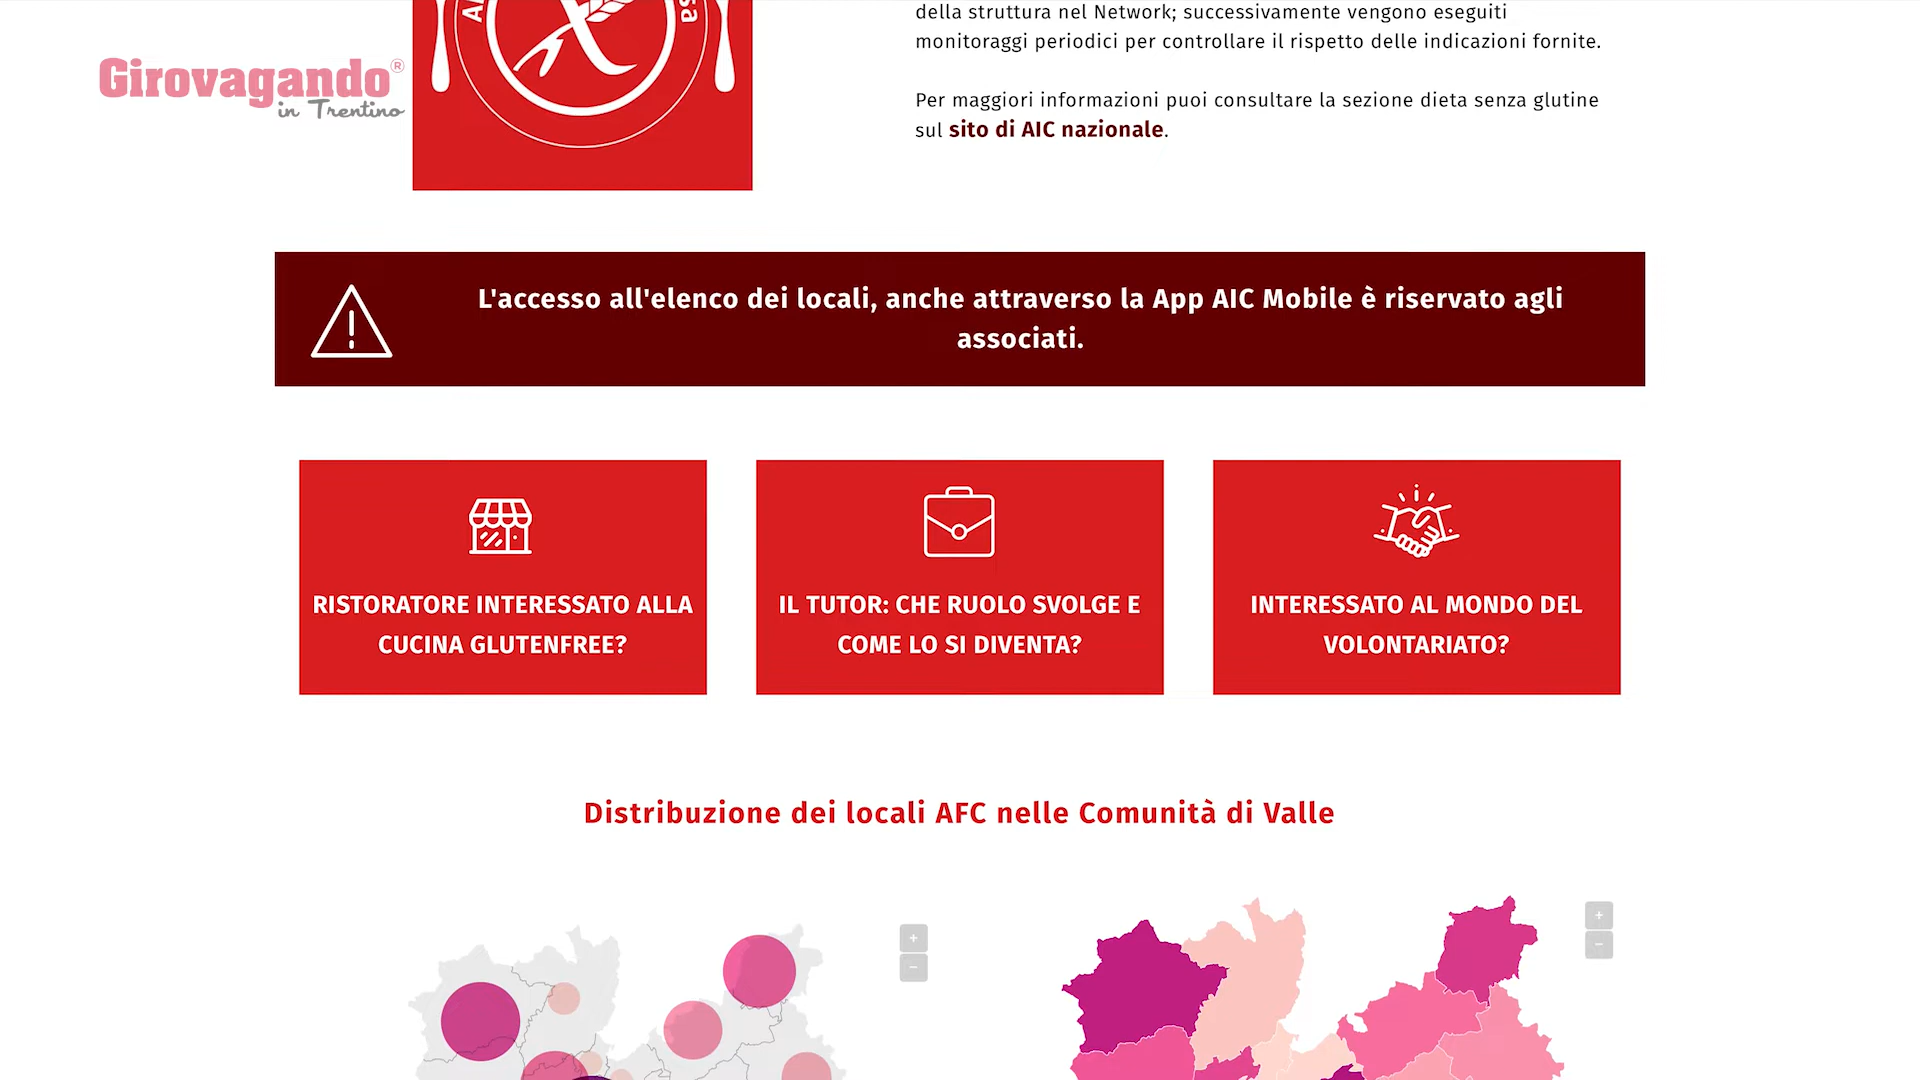 della struttura nel Network; successivamente vengono eseguiti
monitoraggi periodici per controllare il rispetto delle indicazioni fornite.
Girovagando®
in Trentino
Per maggiori informazioni puoi consultare la sezione dieta senza glutine
sul sito di AIC nazionale.
L'accesso all'elenco dei locali, anche attraverso la App AIC Mobile è riservato agli
associati.
RISTORATORE INTERESSATO ALLA
CUCINA GLUTENFREE?
IL TUTOR: CHE RUOLO SVOLGE E
COME LO SI DIVENTA?
INTERESSATO AL MONDO DEL
VOLONTARIATO?
Distribuzione dei locali AFC nelle Comunità di Valle
+
−
+
−